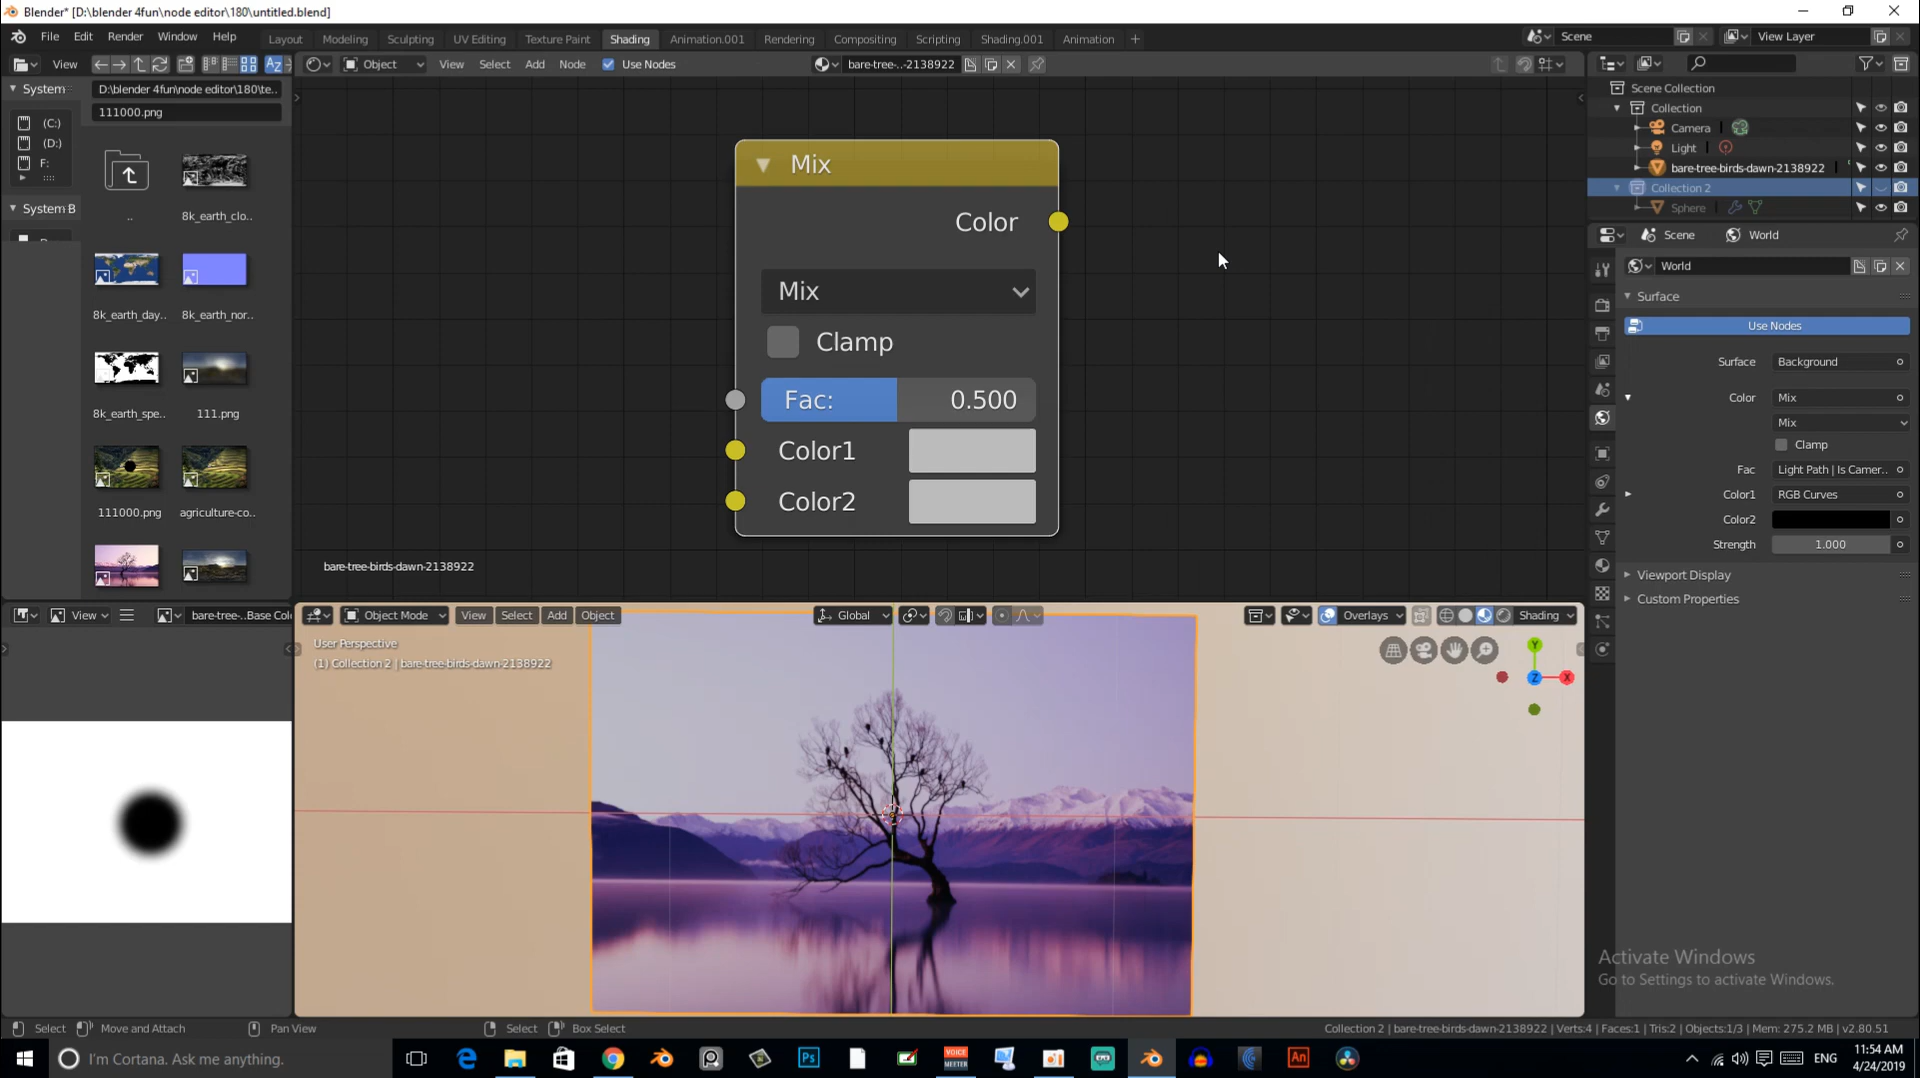 Blender* [D:\blender 4fun\node editor\180\untitled.blend]
File Edit Render Window Help
Layout Modeling Sculpting UV Editing Texture Paint Shading Animation.001 Rendering Compositing Scripting Shading.001 Animation +
Scene View Layer
View Az
Object View Select Add Node Use Nodes bare-tree-..-2138922
System
D:\blender 4fun\node editor\180\te..
111000.png
(C:)
(D:)
F:
System B
..
8k_earth_clo..
8k_earth_day..
8k_earth_nor..
8k_earth_spe..
111.png
111000.png
agriculture-co..
Mix
Color
Mix
Clamp
Fac: 0.500
Color1
Color2
bare-tree-birds-dawn-2138922
Scene Collection
Collection
Camera
Light
bare-tree-birds-dawn-2138922
Collection 2
Sphere
Scene World
World
Surface
Use Nodes
Surface Background
Color Mix
Mix
Clamp
Fac Light Path | Is Camer..
Color1 RGB Curves
Color2
Strength 1.000
Viewport Display
Custom Properties
View bare-tree-..Base Col
Object Mode View Select Add Object Global Overlays Shading
User Perspective
(1) Collection 2 | bare-tree-birds-dawn-2138922
Y
Z X
Activate Windows
Go to Settings to activate Windows.
Select Move and Attach Pan View Select Box Select
Collection 2 | bare-tree-birds-dawn-2138922 | Verts:4 | Faces:1 | Tris:2 | Objects:1/3 | Mem: 275.2 MB | v2.80.51
I'm Cortana. Ask me anything.
Ps
VOICE
MEETER
An
ENG
11:54 AM
4/24/2019